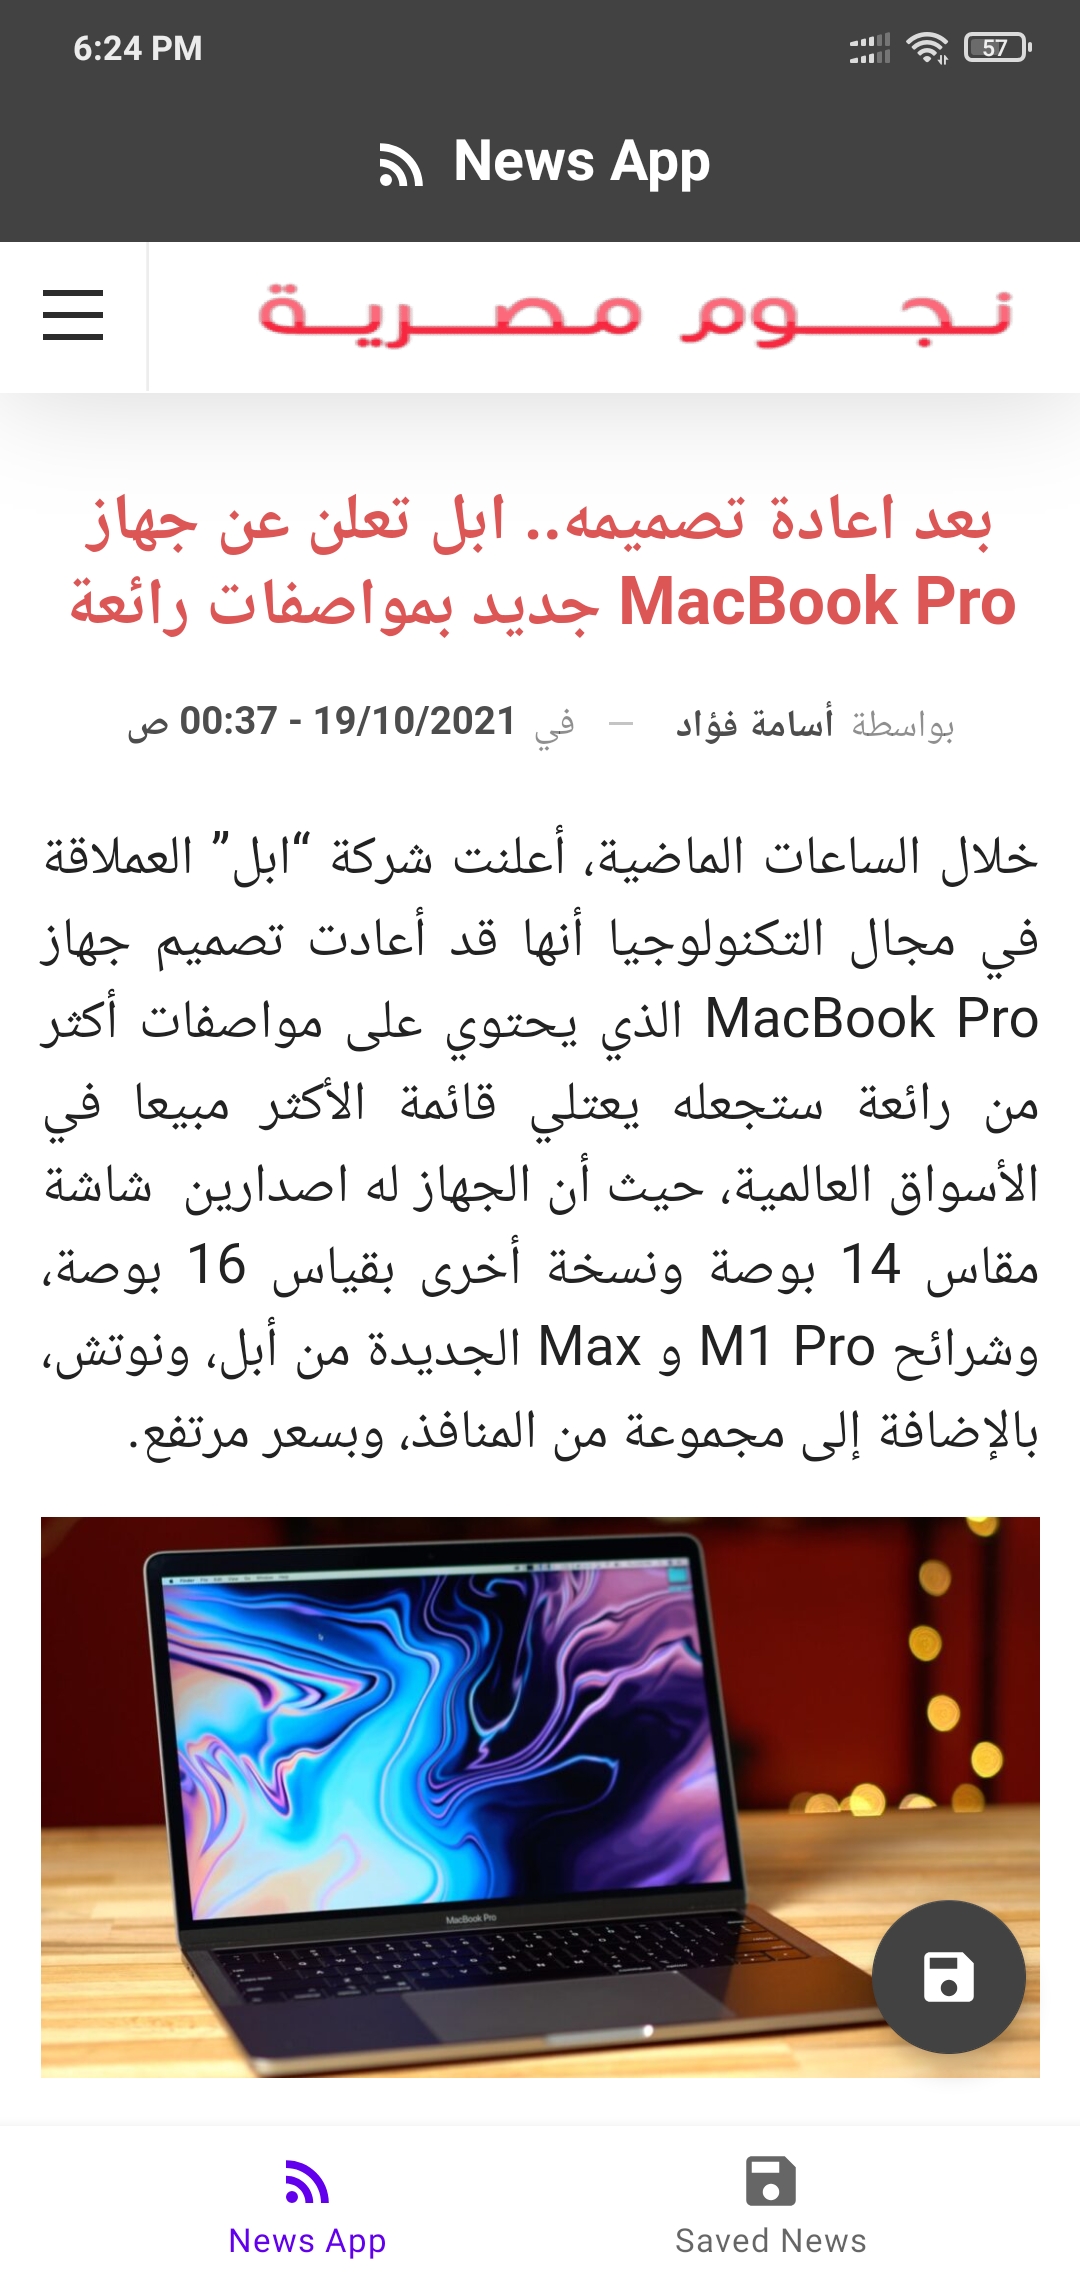 6:24 PM
57
News App
نجوم مصرية
بعد اعادة تصميمه.. ابل تعلن عن جهاز
MacBook Pro جديد بمواصفات رائعة
بواسطة أسامة فؤاد — في 19/10/2021 - 00:37 ص
خلال الساعات الماضية، أعلنت شركة “ابل” العملاقة
في مجال التكنولوجيا أنها قد أعادت تصميم جهاز
MacBook Pro الذي يحتوي على مواصفات أكثر
من رائعة ستجعله يعتلي قائمة الأكثر مبيعا في
الأسواق العالمية، حيث أن الجهاز له اصدارين شاشة
مقاس 14 بوصة ونسخة أخرى بقياس 16 بوصة،
وشرائح M1 Pro و Max الجديدة من أبل، ونوتش،
بالإضافة إلى مجموعة من المنافذ، وبسعر مرتفع.
MacBook Pro
News App
Saved News